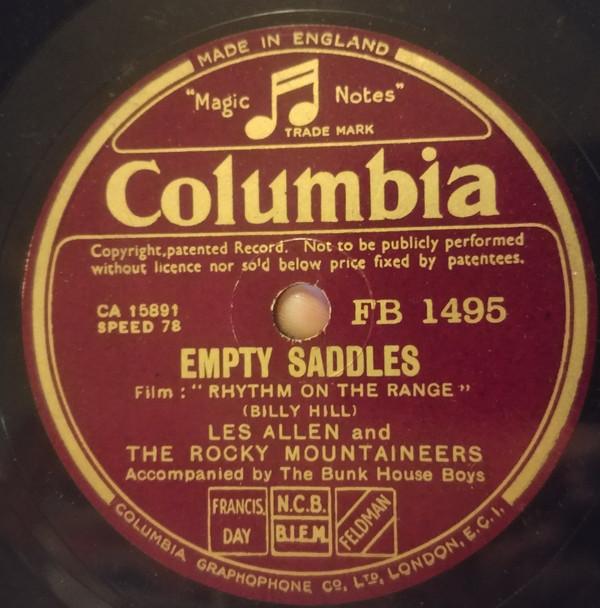 MADE IN ENGLAND
"Magic Notes"
TRADE MARK
Columbia
Copyright,patented Record. Not to be publicly performed
without licence nor sold below price fixed by patentees.
CA 15891
SPEED 78
FB 1495
EMPTY SADDLES
Film : "RHYTHM ON THE RANGE"
(BILLY HILL)
LES ALLEN and
THE ROCKY MOUNTAINEERS
Accompanied by The Bunk House Boys
FRANCIS, DAY
N.C.B.
B.I.E.M.
FELDMAN
COLUMBIA GRAPHOPHONE CO., LTD, LONDON, E.C.1.